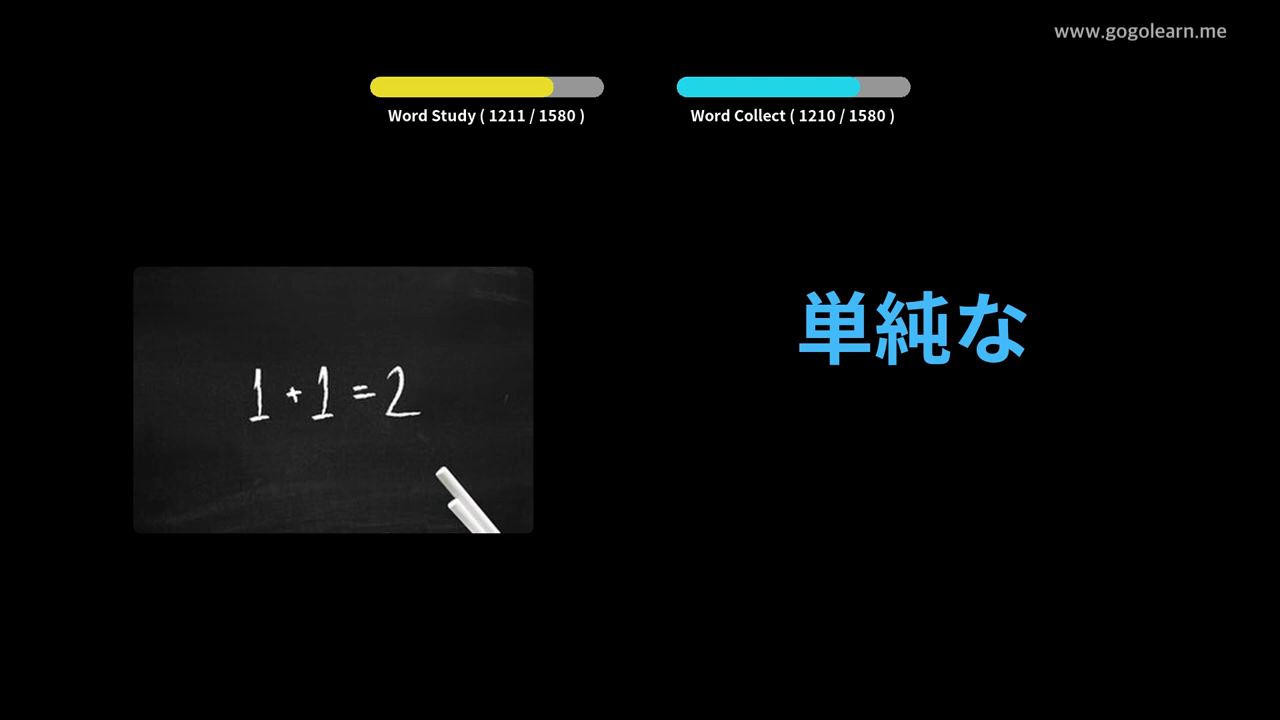 www.gogolearn.me
Word Study ( 1211 / 1580 )
Word Collect ( 1210 / 1580 )
1 + 1 = 2
単純な